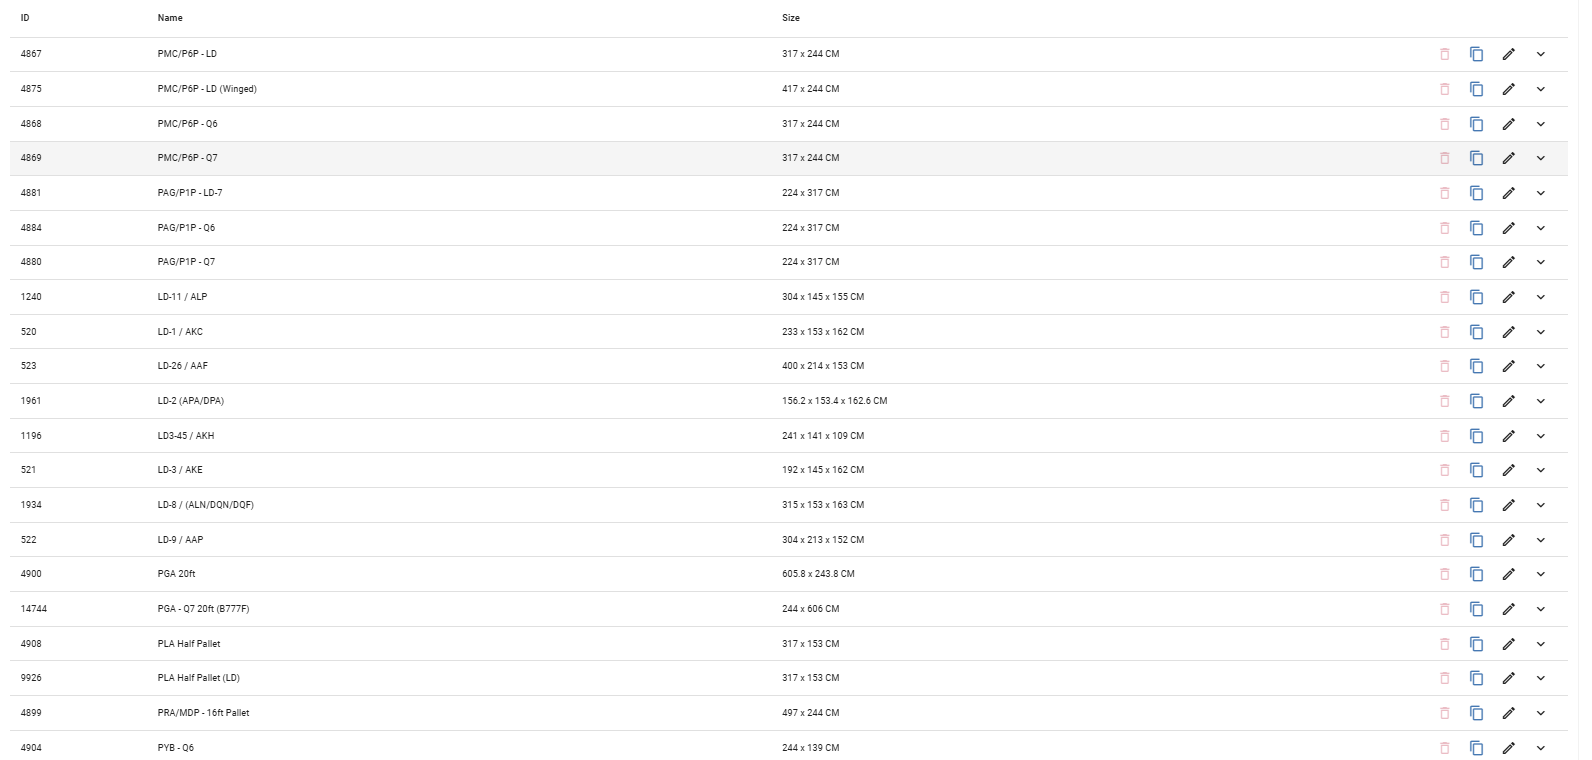 ID Name Size
4867 PMC/P6P - LD 317 x 244 CM
4875 PMC/P6P - LD (Winged) 417 x 244 CM
4868 PMC/P6P - Q6 317 x 244 CM
4869 PMC/P6P - Q7 317 x 244 CM
4881 PAG/P1P - LD-7 224 x 317 CM
4884 PAG/P1P - Q6 224 x 317 CM
4880 PAG/P1P - Q7 224 x 317 CM
1240 LD-11 / ALP 304 x 145 x 155 CM
520 LD-1 / AKC 233 x 153 x 162 CM
523 LD-26 / AAF 400 x 214 x 153 CM
1961 LD-2 (APA/DPA) 156.2 x 153.4 x 162.6 CM
1196 LD3-45 / AKH 241 x 141 x 109 CM
521 LD-3 / AKE 192 x 145 x 162 CM
1934 LD-8 / (ALN/DQN/DQF) 315 x 153 x 163 CM
522 LD-9 / AAP 304 x 213 x 152 CM
4900 PGA 20ft 605.8 x 243.8 CM
14744 PGA - Q7 20ft (B777F) 244 x 606 CM
4908 PLA Half Pallet 317 x 153 CM
9926 PLA Half Pallet (LD) 317 x 153 CM
4899 PRA/MDP - 16ft Pallet 497 x 244 CM
4904 PYB - Q6 244 x 139 CM